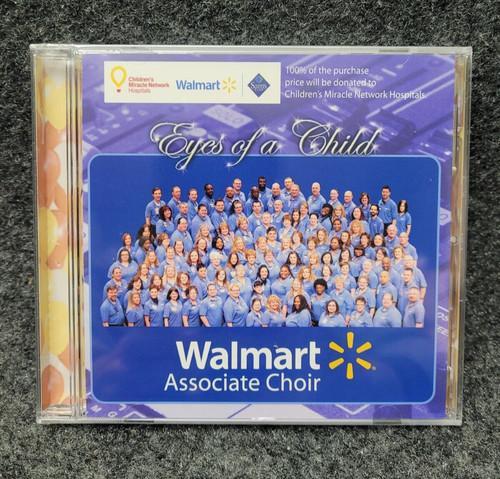 Children's
Miracle Network
Hospitals
Walmart
Sam's
100% of the purchase
price will be donated to
Children's Miracle Network Hospitals
Eyes of a Child
Walmart
Associate Choir